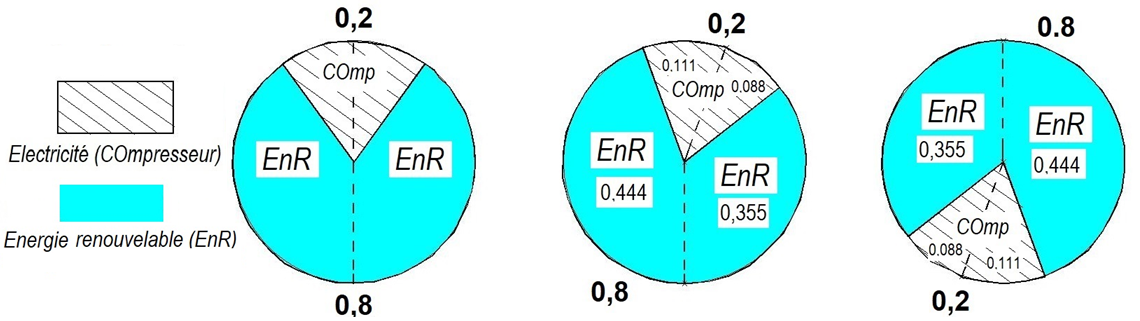 Electricité (COmpresseur)
Energie renouvelable (EnR)
0,2
COmp
EnR
EnR
0,8
0,2
0.111
COmp
0,088
EnR
0.444
EnR
0,355
0,8
0.8
EnR
0,355
EnR
0.444
COmp
0,088
0.111
0,2